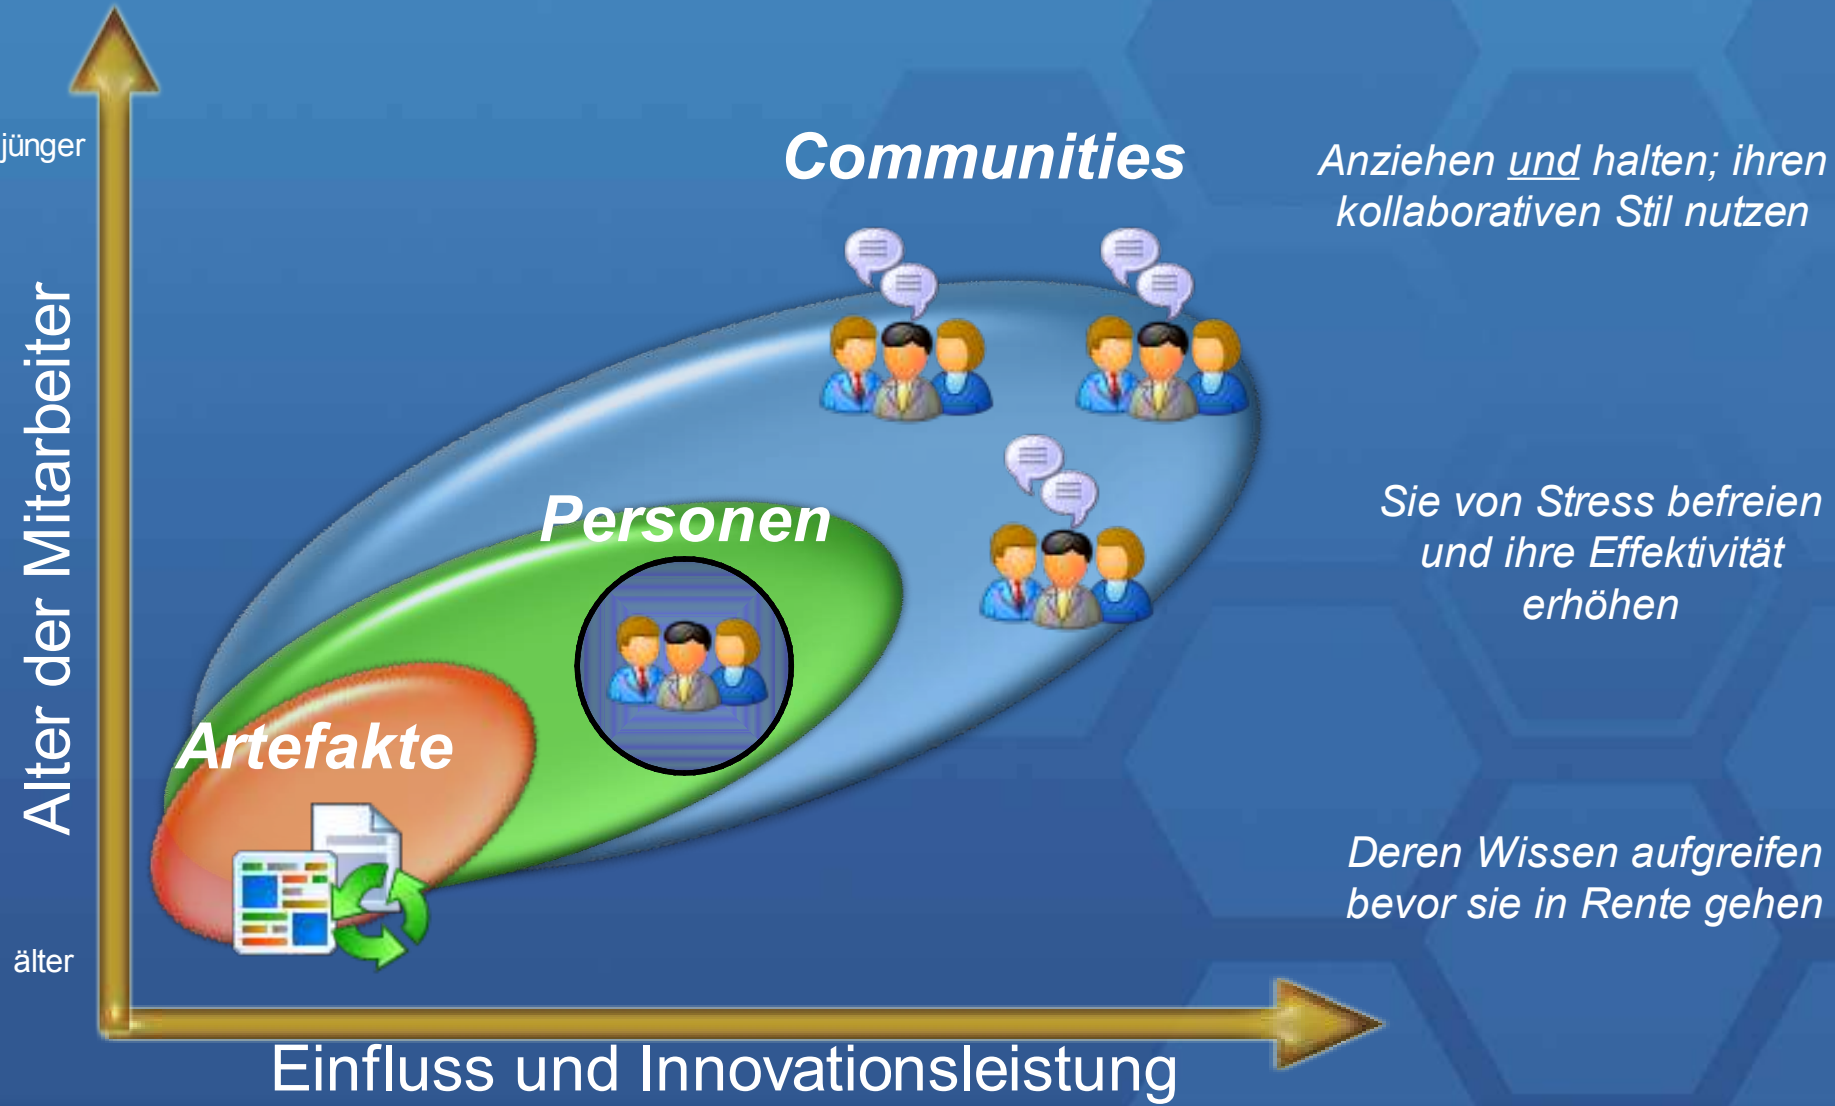 jünger
Communities
Anziehen und halten; ihren
kollaborativen Stil nutzen
Alter der Mitarbeiter
Personen
Sie von Stress befreien
und ihre Effektivität
erhöhen
Artefakte
Deren Wissen aufgreifen
bevor sie in Rente gehen
älter
Einfluss und Innovationsleistung